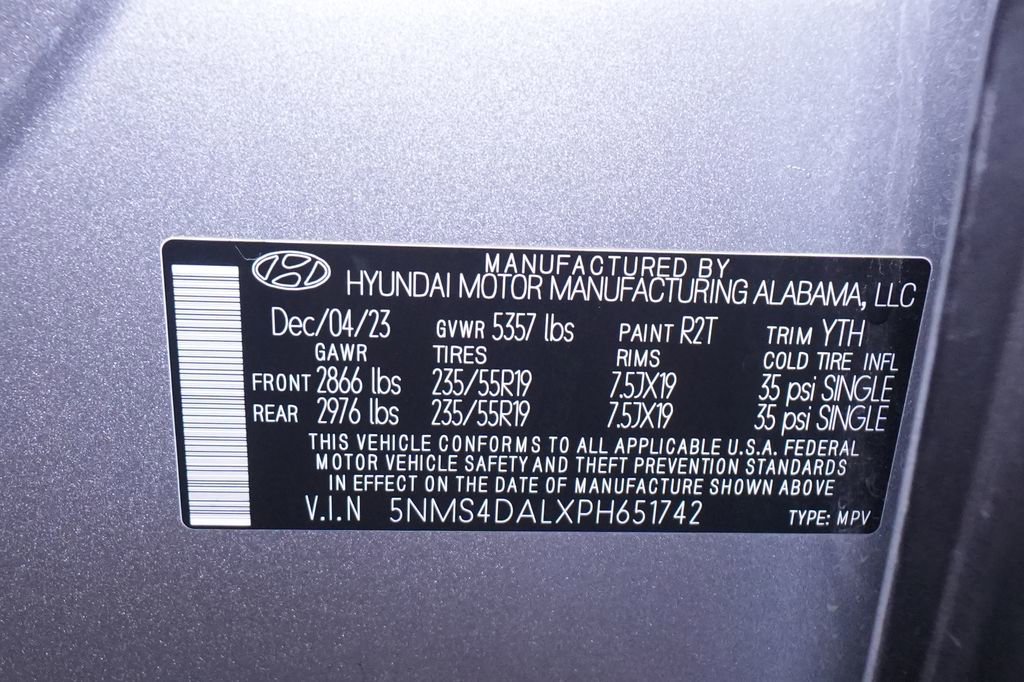 MANUFACTURED BY
HYUNDAI MOTOR MANUFACTURING ALABAMA, LLC
Dec/04/23 GVWR 5357 lbs PAINT R2T TRIM YTH
GAWR TIRES RIMS COLD TIRE INFL
FRONT 2866 lbs 235/55R19 7.5JX19 35 psi SINGLE
REAR 2976 lbs 235/55R19 7.5JX19 35 psi SINGLE
THIS VEHICLE CONFORMS TO ALL APPLICABLE U.S.A. FEDERAL
MOTOR VEHICLE SAFETY AND THEFT PREVENTION STANDARDS
IN EFFECT ON THE DATE OF MANUFACTURE SHOWN ABOVE
V.I.N 5NMS4DALXPH651742 TYPE: MPV